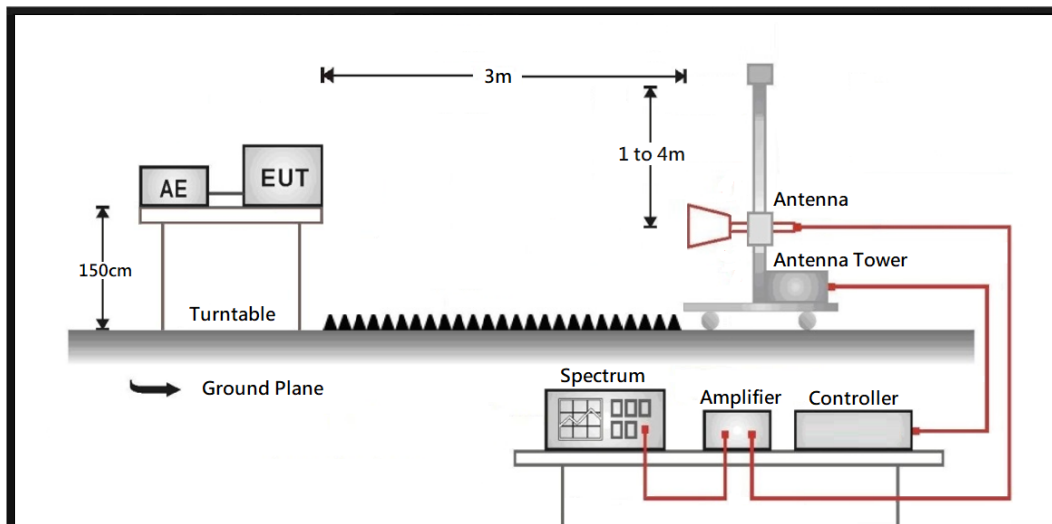 3m
1 to 4m
AE
EUT
Antenna
150cm
Antenna Tower
Turntable
Ground Plane
Spectrum
Amplifier
Controller